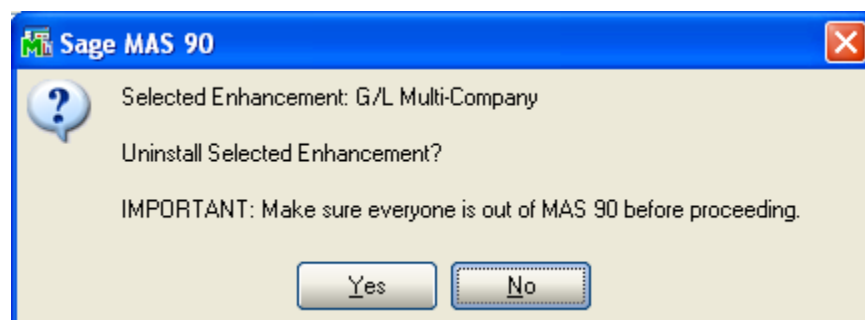 Sage MAS 90
Selected Enhancement: G/L Multi-Company
Uninstall Selected Enhancement?
IMPORTANT: Make sure everyone is out of MAS 90 before proceeding.
Yes No